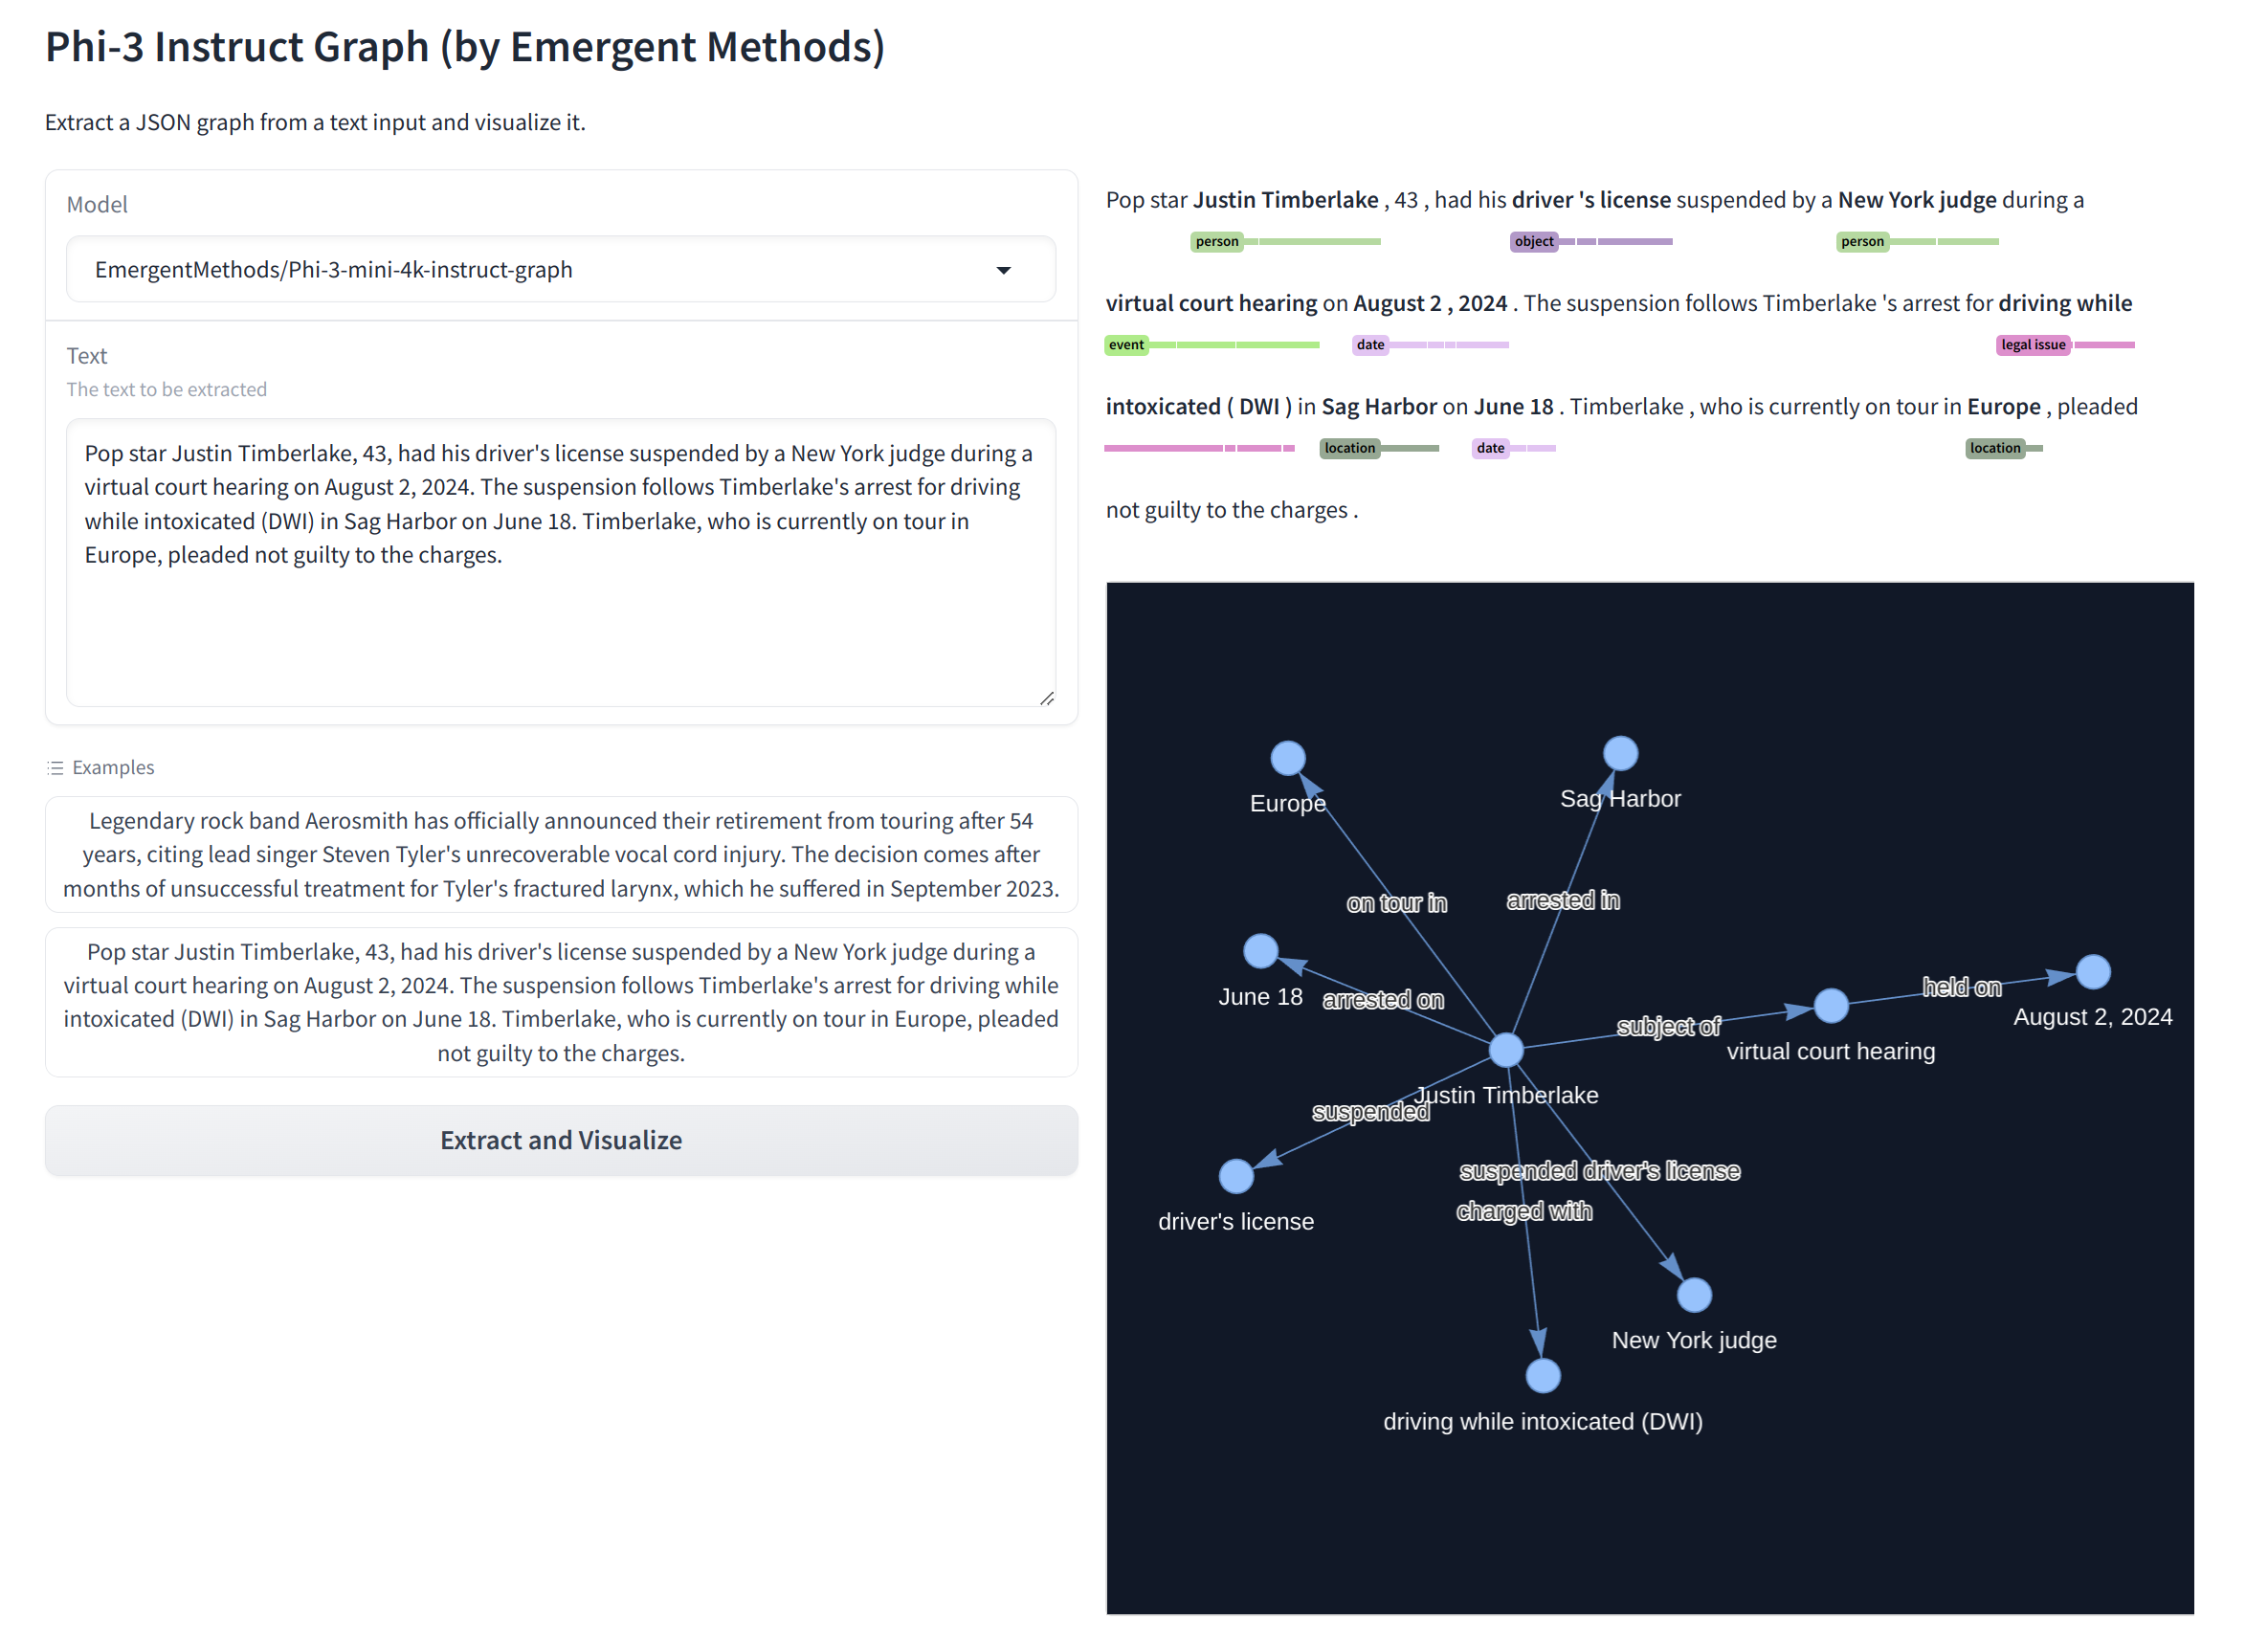 Phi-3 Instruct Graph (by Emergent Methods)
Extract a JSON graph from a text input and visualize it.
Model
EmergentMethods/Phi-3-mini-4k-instruct-graph
Text
The text to be extracted
Pop star Justin Timberlake, 43, had his driver's license suspended by a New York judge during a
virtual court hearing on August 2, 2024. The suspension follows Timberlake's arrest for driving
while intoxicated (DWI) in Sag Harbor on June 18. Timberlake, who is currently on tour in
Europe, pleaded not guilty to the charges.
Examples
Legendary rock band Aerosmith has officially announced their retirement from touring after 54
years, citing lead singer Steven Tyler's unrecoverable vocal cord injury. The decision comes after
months of unsuccessful treatment for Tyler's fractured larynx, which he suffered in September 2023.
Pop star Justin Timberlake, 43, had his driver's license suspended by a New York judge during a
virtual court hearing on August 2, 2024. The suspension follows Timberlake's arrest for driving while
intoxicated (DWI) in Sag Harbor on June 18. Timberlake, who is currently on tour in Europe, pleaded
not guilty to the charges.
Extract and Visualize
Pop star Justin Timberlake , 43 , had his driver 's license suspended by a New York judge during a
person object person
virtual court hearing on August 2 , 2024 . The suspension follows Timberlake 's arrest for driving while
event date legal issue
intoxicated ( DWI ) in Sag Harbor on June 18 . Timberlake , who is currently on tour in Europe , pleaded
location date location
not guilty to the charges .
Europe
Sag Harbor
on tour in
arrested in
June 18
arrested on
held on
August 2, 2024
subject of
virtual court hearing
Justin Timberlake
suspended
suspended driver's license
charged with
driver's license
New York judge
driving while intoxicated (DWI)